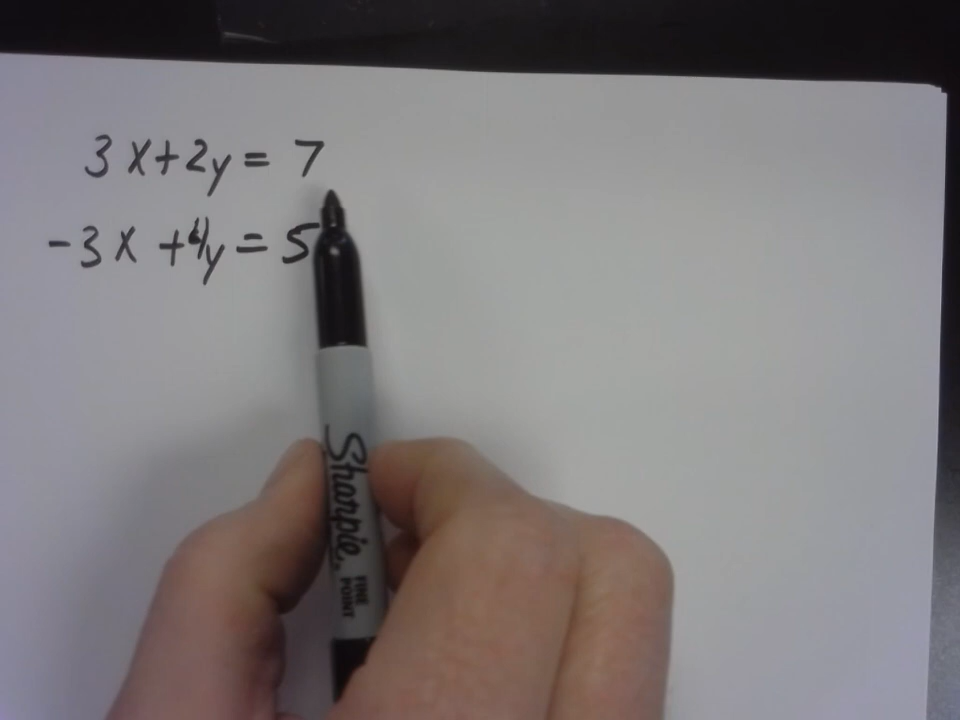 3x+2y = 7
-3x +4y = 5
Sharpie.
FINE
POINT